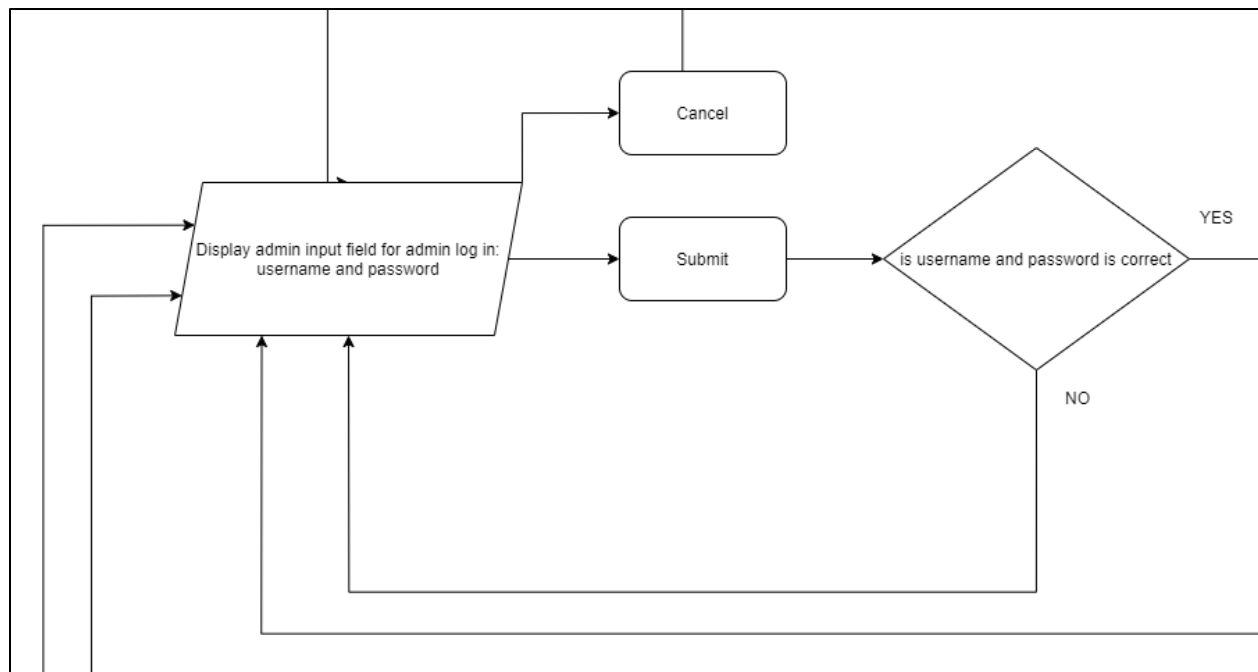 Cancel
Display admin input field for admin log in:
username and password
Submit
is username and password is correct
YES
NO